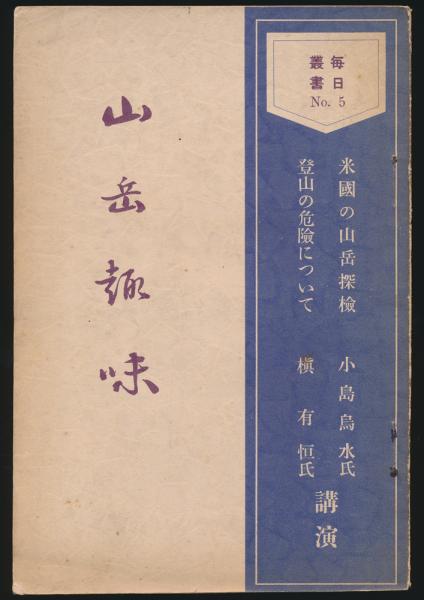 毎日
叢書
No. 5
米國の山岳探檢　小島烏水氏
登山の危險について　槇有恒氏
講演
山岳趣味